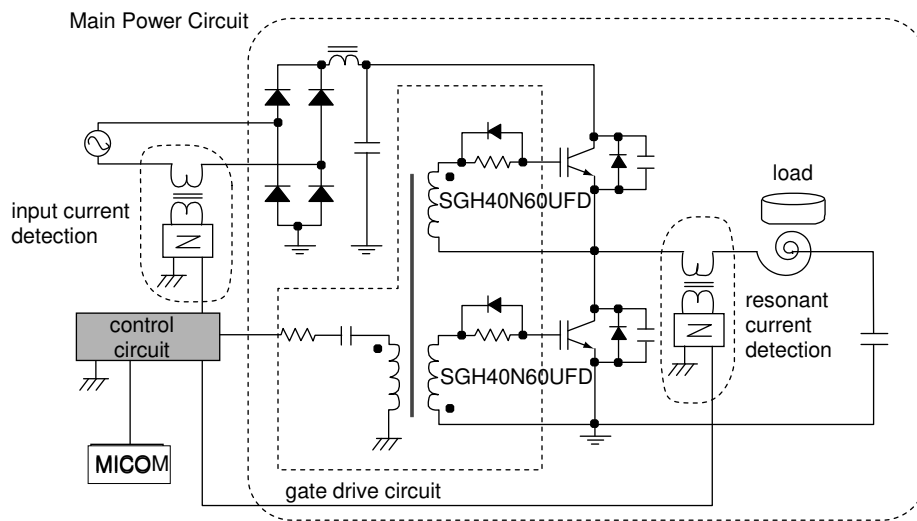 Main Power Circuit
SGH40N60UFD
load
input current
detection
resonant
current
detection
control
circuit
SGH40N60UFD
MICOM
gate drive circuit